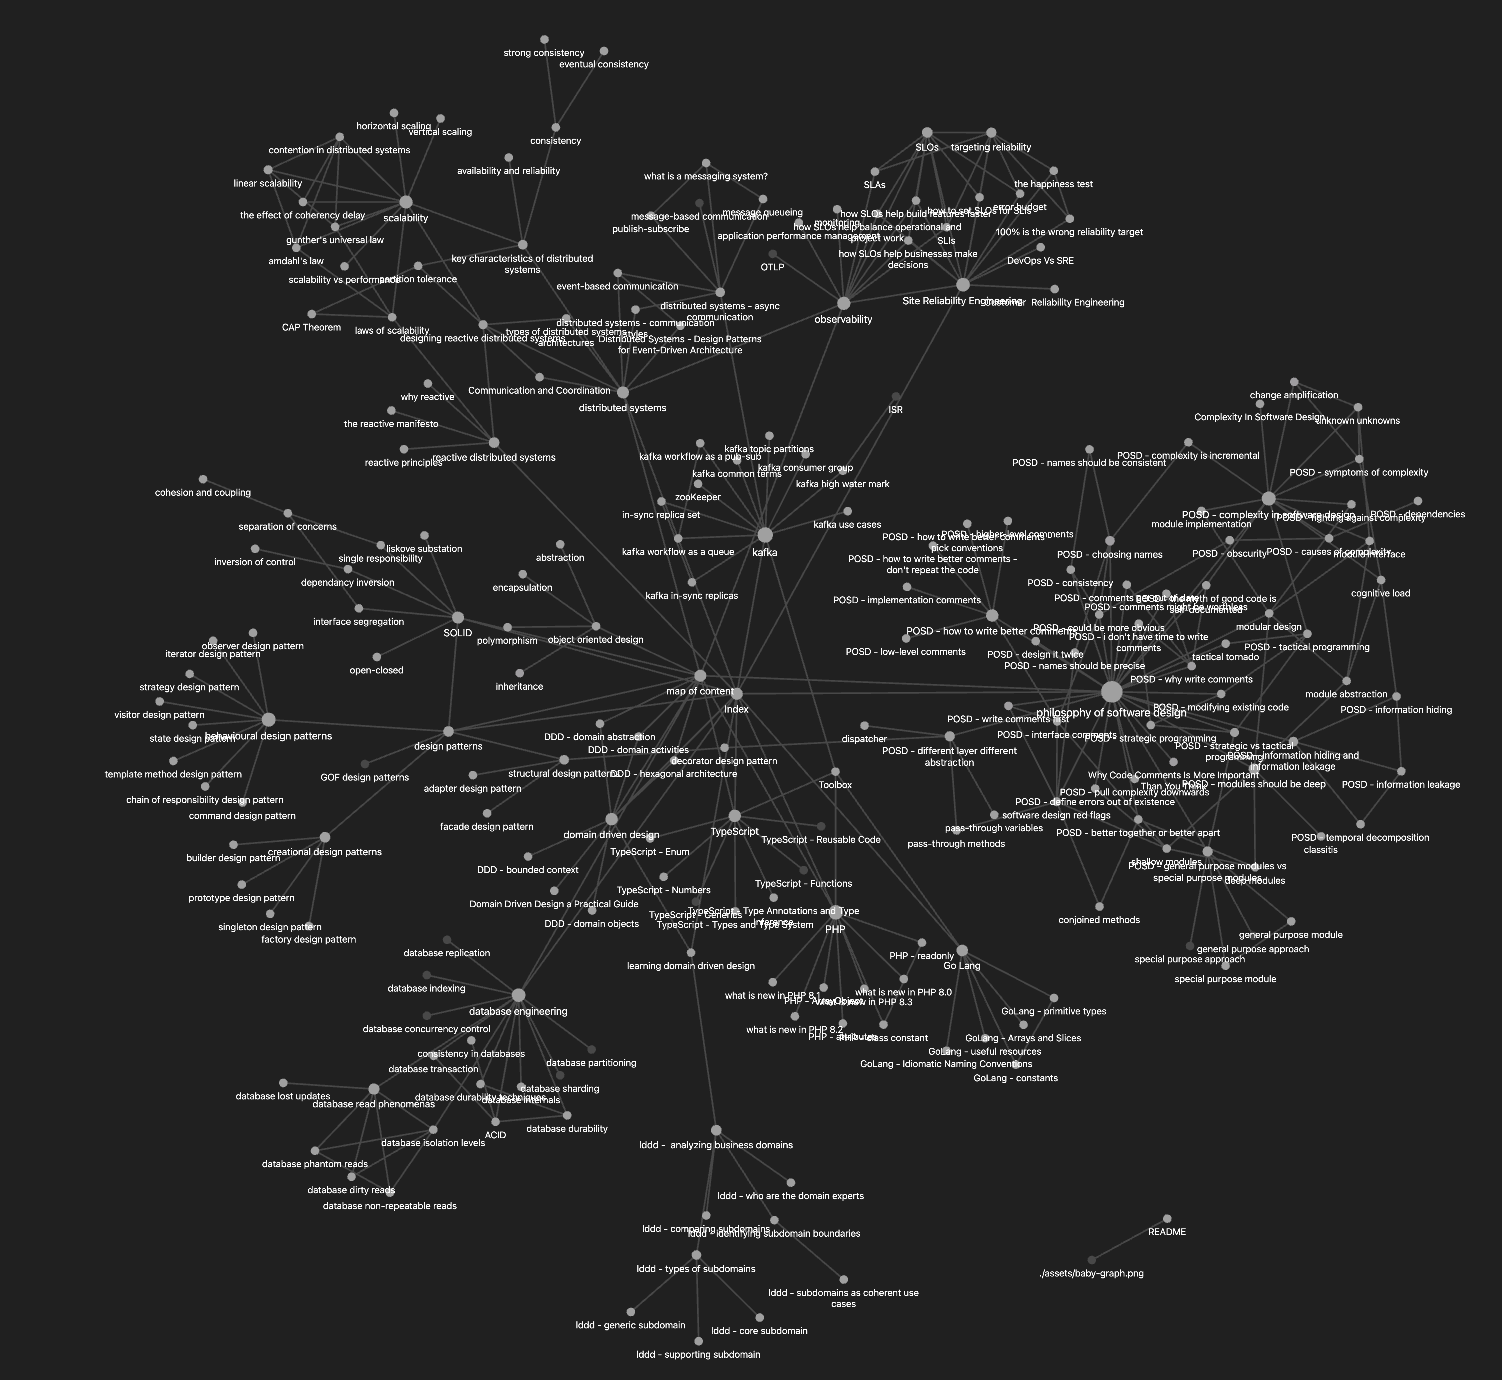 strong consistency
eventual consistency
horizontal scaling
vertical scaling
consistency
contention in distributed systems
SLOs
targeting reliability
availability and reliability
what is a messaging system?
linear scalability
SLAs
the happiness test
the effect of coherency delay
scalability
message-based communication
message queueing
publish-subscribe
monitoring
how SLOs help build features faster
how to set SLOs for SLIs
error budget
how SLOs help balance operational and
project work
application performance management
100% is the wrong reliability target
gunther's universal law
SLIs
amdahl's law
key characteristics of distributed
systems
how SLOs help businesses make
decisions
DevOps Vs SRE
OTLP
scalability vs performance
partition tolerance
event-based communication
Site Reliability Engineering
Reliability Engineering
distributed systems - async
communication
observability
CAP Theorem
laws of scalability
distributed systems - communication
styles
types of distributed systems
architectures
designing reactive distributed systems
Distributed Systems - Design Patterns
for Event-Driven Architecture
Communication and Coordination
why reactive
distributed systems
ISR
change amplification
Complexity In Software Design
unknown unknowns
the reactive manifesto
kafka topic partitions
reactive distributed systems
reactive principles
kafka workflow as a pub-sub
kafka consumer group
kafka common terms
kafka high water mark
POSD - complexity is incremental
POSD - names should be consistent
POSD - symptoms of complexity
cohesion and coupling
zooKeeper
in-sync replica set
kafka use cases
separation of concerns
POSD - complexity in software design
POSD - fighting against complexity
POSD - dependencies
module implementation
POSD - higher-level comments
POSD - how to write better comments -
pick conventions
liskove substation
single responsibility
inversion of control
abstraction
kafka workflow as a queue
kafka
POSD - how to write better comments -
don't repeat the code
POSD - choosing names
POSD - obscurity
POSD - causes of complexity
module interface
dependancy inversion
encapsulation
kafka in-sync replicas
POSD - consistency
cognitive load
POSD - implementation comments
POSD - comments get out of date
POSD - the myth of good code is
self-documented
POSD - comments might be worthless
interface segregation
SOLID
polymorphism
object oriented design
POSD - how to write better comments
POSD - could be more obvious
modular design
POSD - i don't have time to write
comments
POSD - tactical programming
observer design pattern
iterator design pattern
open-closed
POSD - low-level comments
POSD - design it twice
tactical tornado
POSD - names should be precise
strategy design pattern
inheritance
map of content
POSD - why write comments
module abstraction
Index
philosophy of software design
POSD - modifying existing code
POSD - information hiding
visitor design pattern
POSD - write comments first
state design pattern
behavioural design patterns
design patterns
DDD - domain abstraction
dispatcher
POSD - interface comments
POSD - strategic programming
POSD - strategic vs tactical
programming
DDD - domain activities
POSD - different layer different
abstraction
POSD - information hiding and
information leakage
decorator design pattern
template method design pattern
GOF design patterns
structural design patterns
DDD - hexagonal architecture
Why Code Comments Is More Important
Than You Think
adapter design pattern
Toolbox
POSD - modules should be deep
POSD - information leakage
POSD - pull complexity downwards
chain of responsibility design pattern
POSD - define errors out of existence
command design pattern
software design red flags
facade design pattern
pass-through variables
domain driven design
TypeScript
TypeScript - Reusable Code
POSD - better together or better apart
POSD - temporal decomposition
pass-through methods
classitis
builder design pattern
creational design patterns
TypeScript - Enum
shallow modules
POSD - general purpose modules vs
special purpose modules
deep modules
DDD - bounded context
TypeScript - Functions
TypeScript - Numbers
prototype design pattern
Domain Driven Design a Practical Guide
TypeScript - Type Annotations and Type
Inference
TypeScript - Generics
DDD - domain objects
TypeScript - Types and Type System
conjoined methods
singleton design pattern
PHP
general purpose module
factory design pattern
general purpose approach
database replication
PHP - readonly
special purpose approach
learning domain driven design
Go Lang
special purpose module
database indexing
what is new in PHP 8.1
what is new in PHP 8.0
PHP - ArrayObject
what is new in PHP 8.3
database engineering
GoLang - primitive types
database concurrency control
what is new in PHP 8.2
PHP - attributes
PHP - class constant
GoLang - Arrays and Slices
consistency in databases
GoLang - useful resources
database partitioning
database transaction
GoLang - Idiomatic Naming Conventions
GoLang - constants
database sharding
database lost updates
database durability techniques
database internals
database read phenomenas
database durability
ACID
database isolation levels
lddd - analyzing business domains
database phantom reads
database dirty reads
lddd - who are the domain experts
database non-repeatable reads
lddd - comparing subdomains
lddd - identifying subdomain boundaries
README
lddd - types of subdomains
./assets/baby-graph.png
lddd - subdomains as coherent use
cases
lddd - generic subdomain
lddd - core subdomain
lddd - supporting subdomain